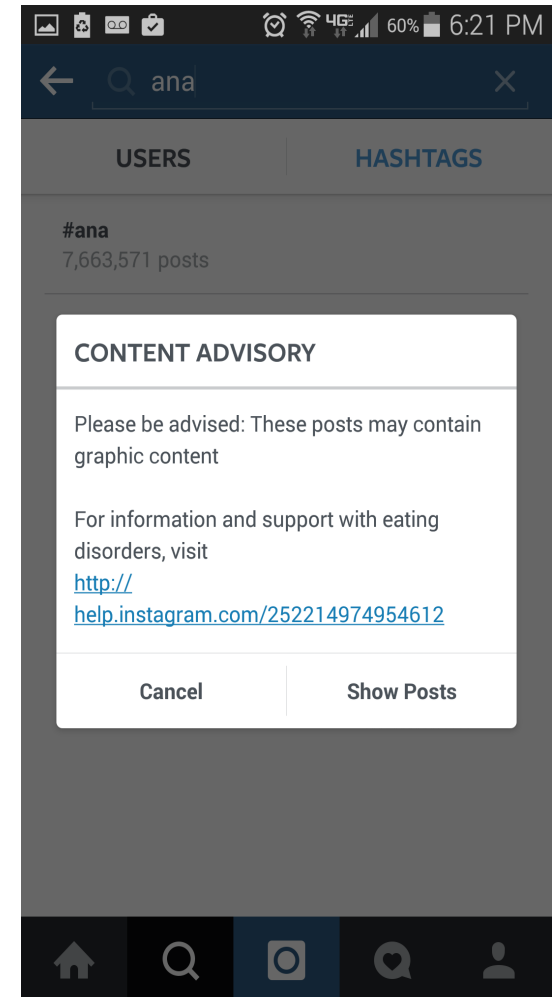 4G LTE 60% 6:21 PM
ana
USERS HASHTAGS
#ana
7,663,571 posts
CONTENT ADVISORY
Please be advised: These posts may contain
graphic content
For information and support with eating
disorders, visit
http://
help.instagram.com/252214974954612
Cancel Show Posts